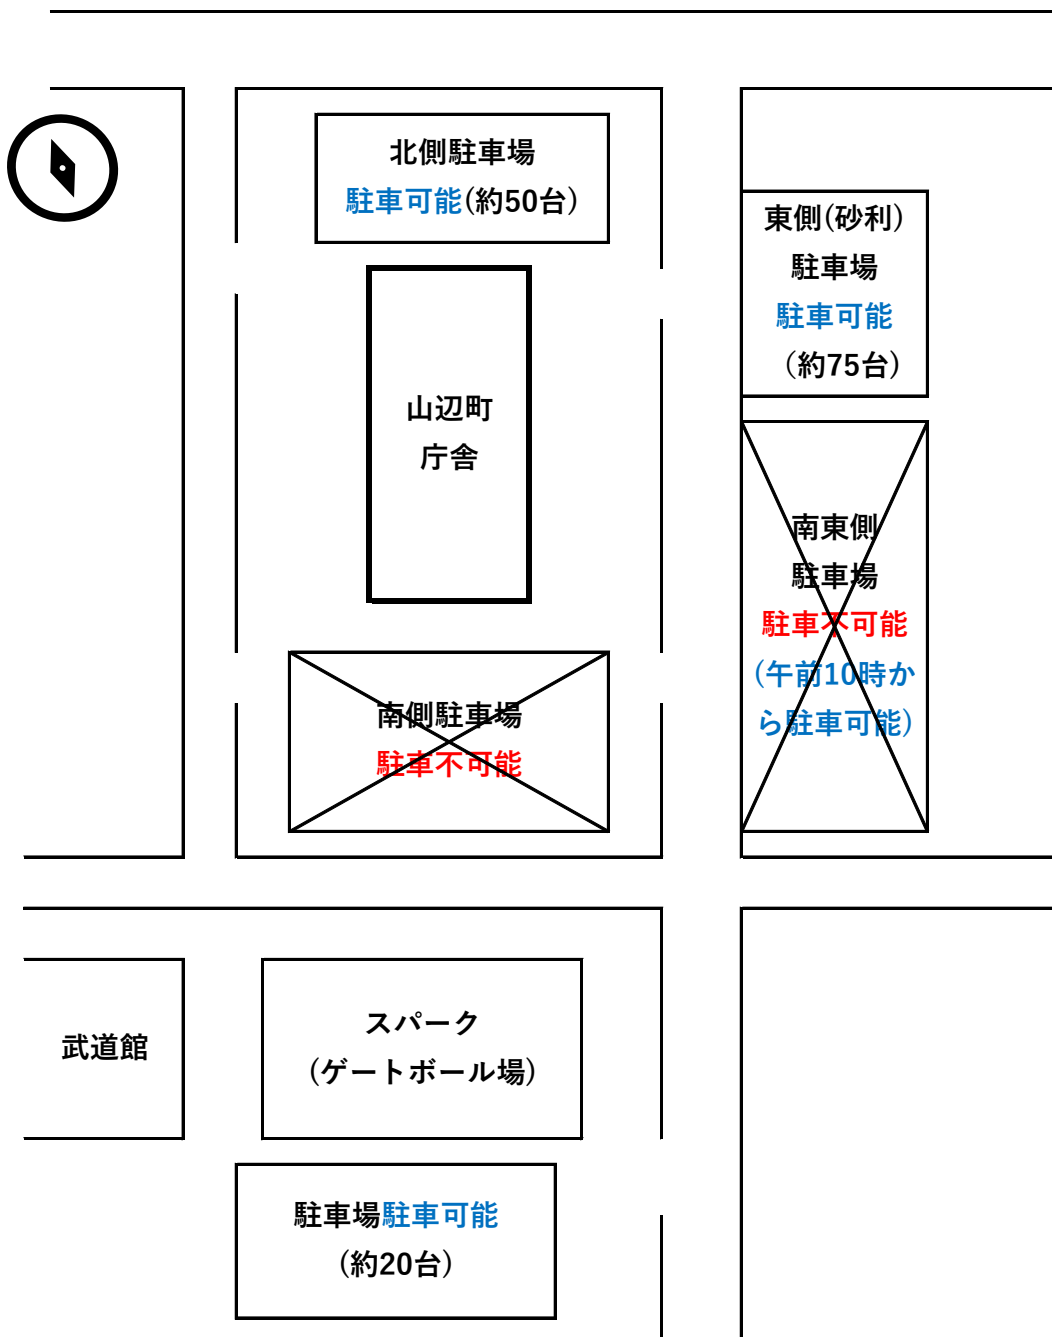 北側駐車場
駐車可能(約50台)
東側(砂利)
駐車場
駐車可能
(約75台)
山辺町
庁舎
南東側
駐車場
駐車不可能
(午前10時か
ら駐車可能)
南側駐車場
駐車不可能
武道館
スパーク
(ゲートボール場)
駐車場駐車可能
(約20台)